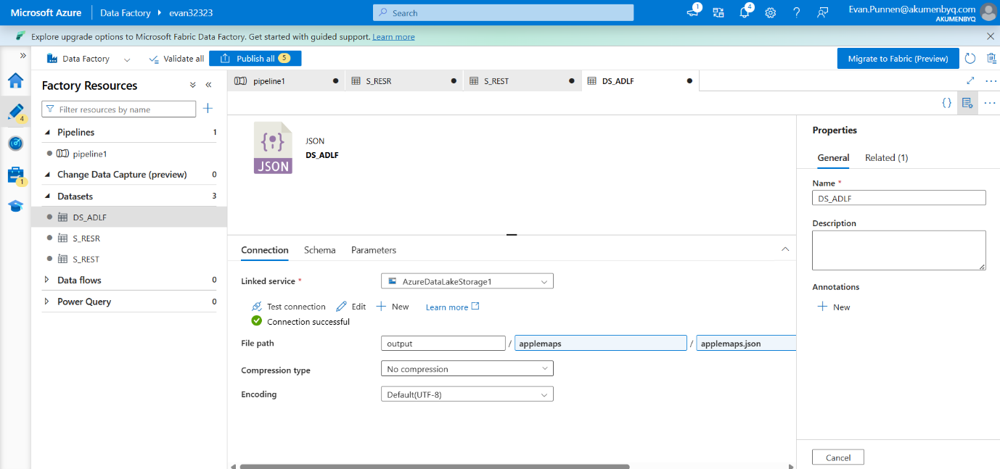 Microsoft Azure
Data Factory
evan32323
Search
1
4
Evan.Punnen@akumenbyq.com
AKUMENBYQ
Explore upgrade options to Microsoft Fabric Data Factory. Get started with guided support. Learn more
Data Factory
Validate all
Publish all 5
Migrate to Fabric (Preview)
4
1
Factory Resources
Filter resources by name
Pipelines 1
pipeline1
Change Data Capture (preview) 0
Datasets 3
DS_ADLF
S_RESR
S_REST
Data flows 0
Power Query 0
pipeline1
S_RESR
S_REST
DS_ADLF
JSON
JSON
DS_ADLF
Connection
Schema
Parameters
Linked service *
AzureDataLakeStorage1
Test connection
Edit
New
Learn more
Connection successful
File path
output / applemaps / applemaps.json
Compression type
No compression
Encoding
Default(UTF-8)
Properties
General
Related (1)
Name *
DS_ADLF
Description
Annotations
New
Cancel